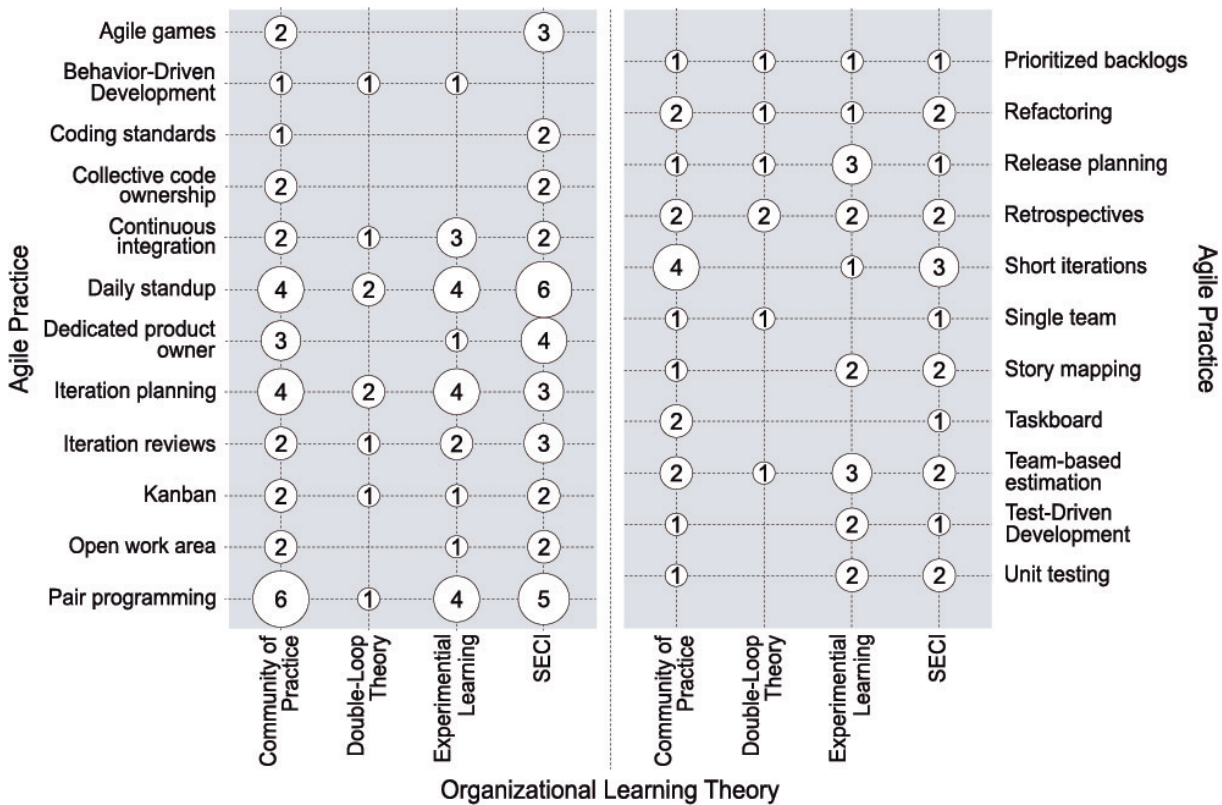 Agile games
2
3
Behavior-Driven
Development
1
1
1
Coding standards
1
2
Collective code
ownership
2
2
Continuous
integration
2
1
3
2
Daily standup
4
2
4
6
Dedicated product
owner
3
1
4
Iteration planning
4
2
4
3
Iteration reviews
2
1
2
3
Kanban
2
1
1
2
Open work area
2
1
2
Pair programming
6
1
4
5
Agile Practice
Community of
Practice
Double-Loop
Theory
Experimential
Learning
SECI
1
1
1
1
Prioritized backlogs
2
1
1
2
Refactoring
1
1
3
1
Release planning
2
2
2
2
Retrospectives
4
1
3
Short iterations
1
1
1
Single team
1
2
2
Story mapping
2
1
Taskboard
2
1
3
2
Team-based
estimation
1
2
1
Test-Driven
Development
1
2
2
Unit testing
Agile Practice
Community of
Practice
Double-Loop
Theory
Experimential
Learning
SECI
Organizational Learning Theory